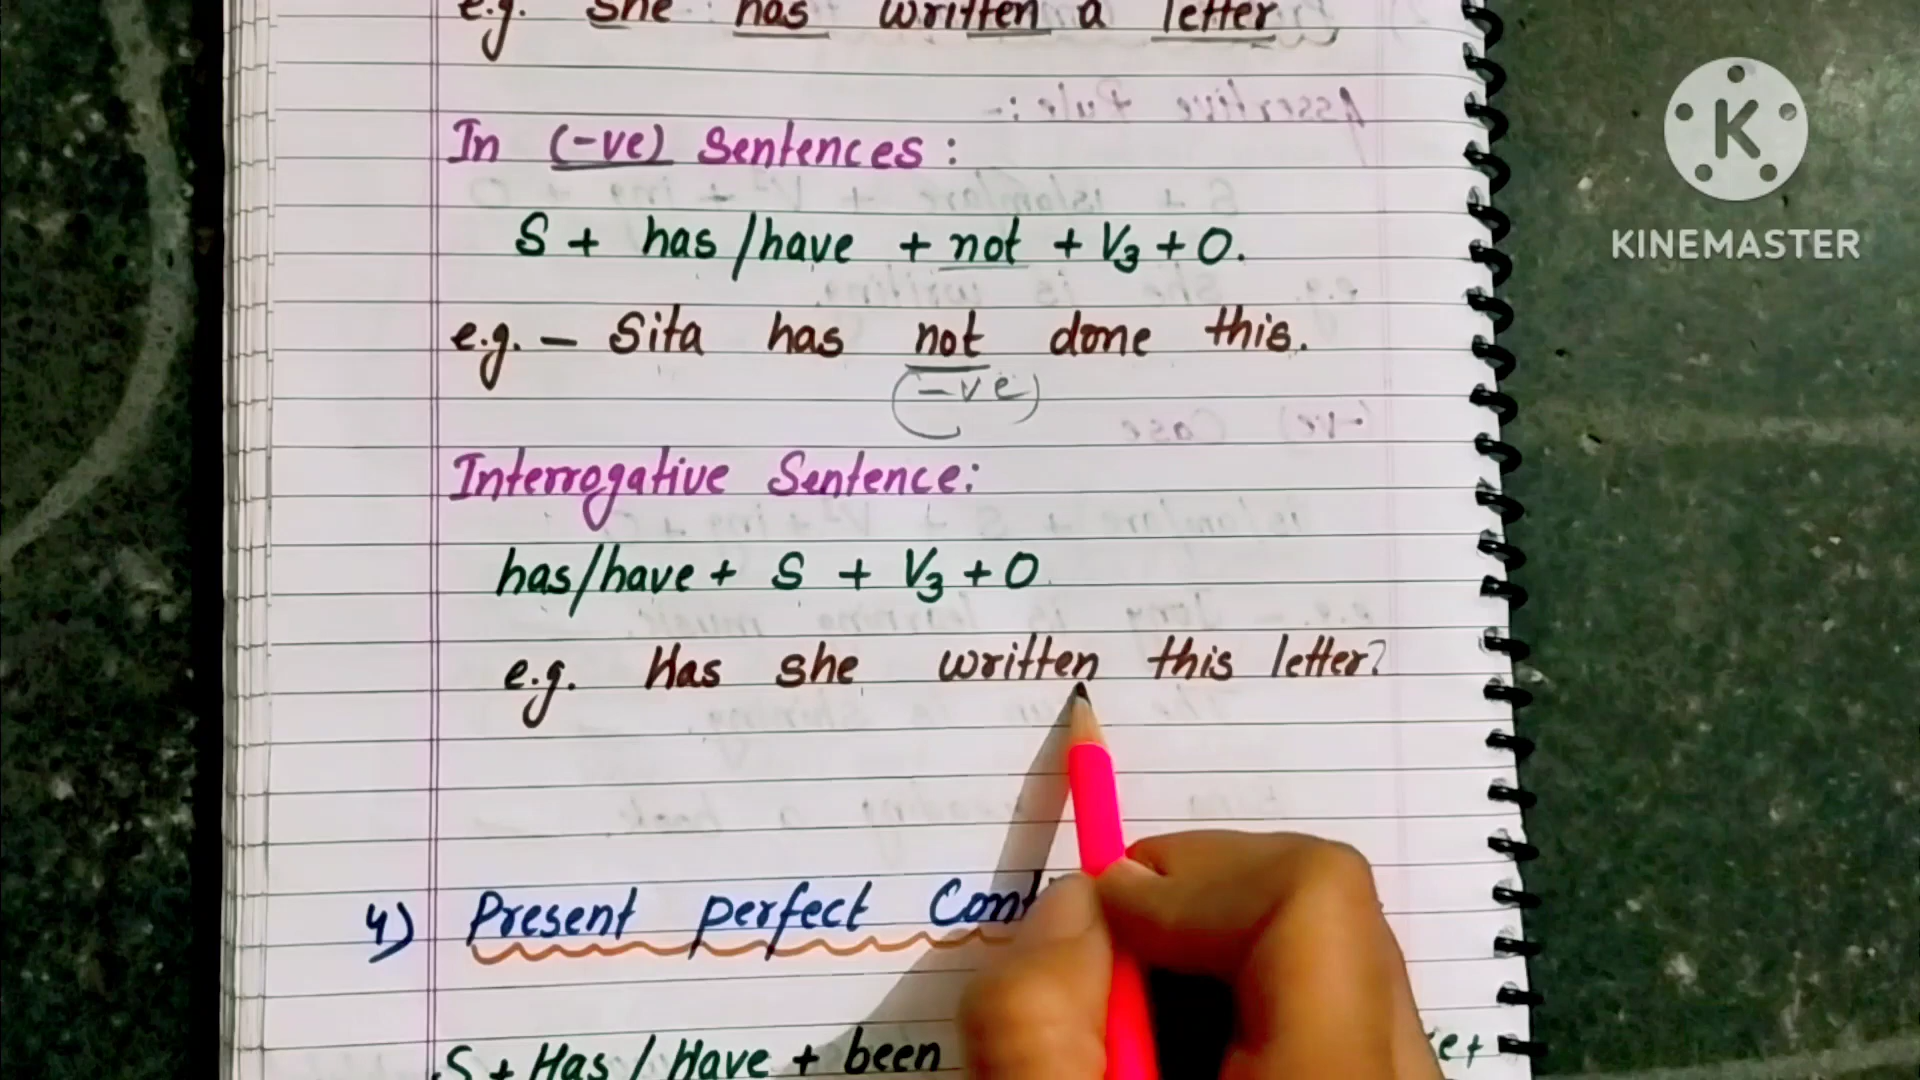 e.g. She has written a letter
In (-ve) Sentences :
S + has/have + not + V3 + O.
e.g. – Sita has not done this.
(-ve)
Interrogative Sentence:
has/have + S + V3 + O
e.g. Has she written this letter?
4) Present perfect
S + Has / Have + been
K
KINEMASTER